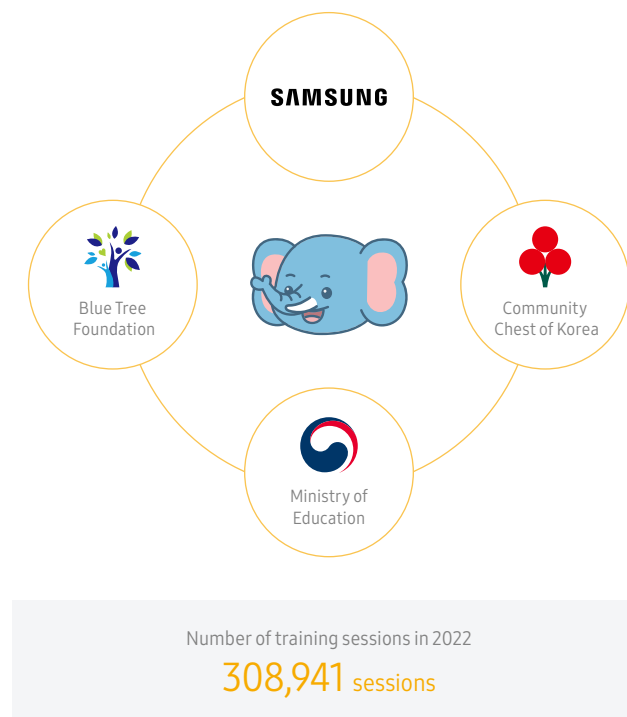 SAMSUNG
Blue Tree
Foundation
Community
Chest of Korea
Ministry of
Education
Number of training sessions in 2022
308,941 sessions